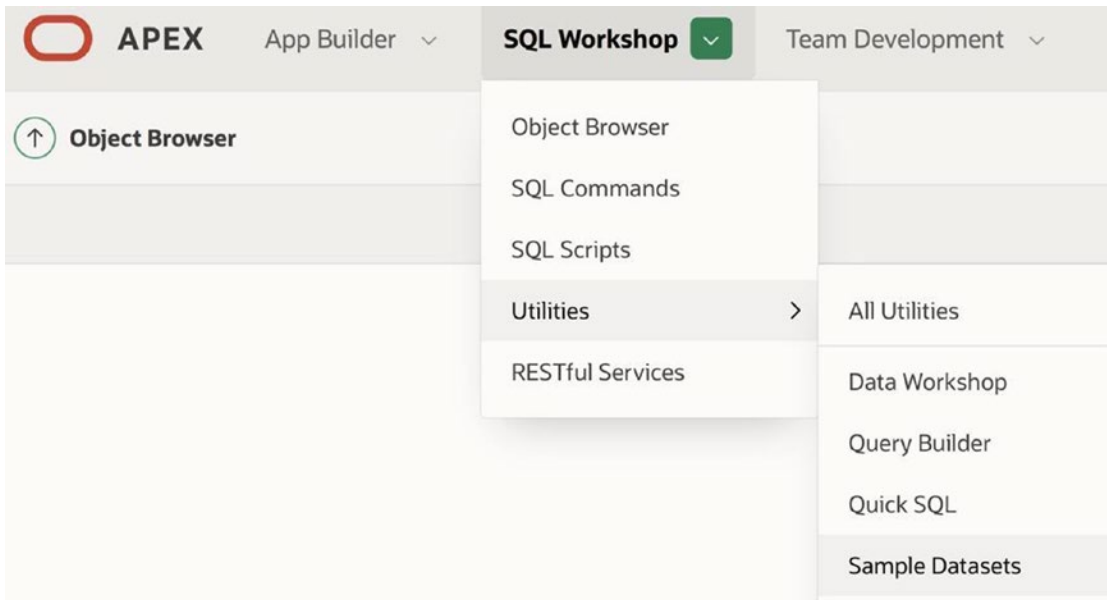 APEX App Builder SQL Workshop Team Development
Object Browser
Object Browser
SQL Commands
SQL Scripts
Utilities
RESTful Services
All Utilities
Data Workshop
Query Builder
Quick SQL
Sample Datasets